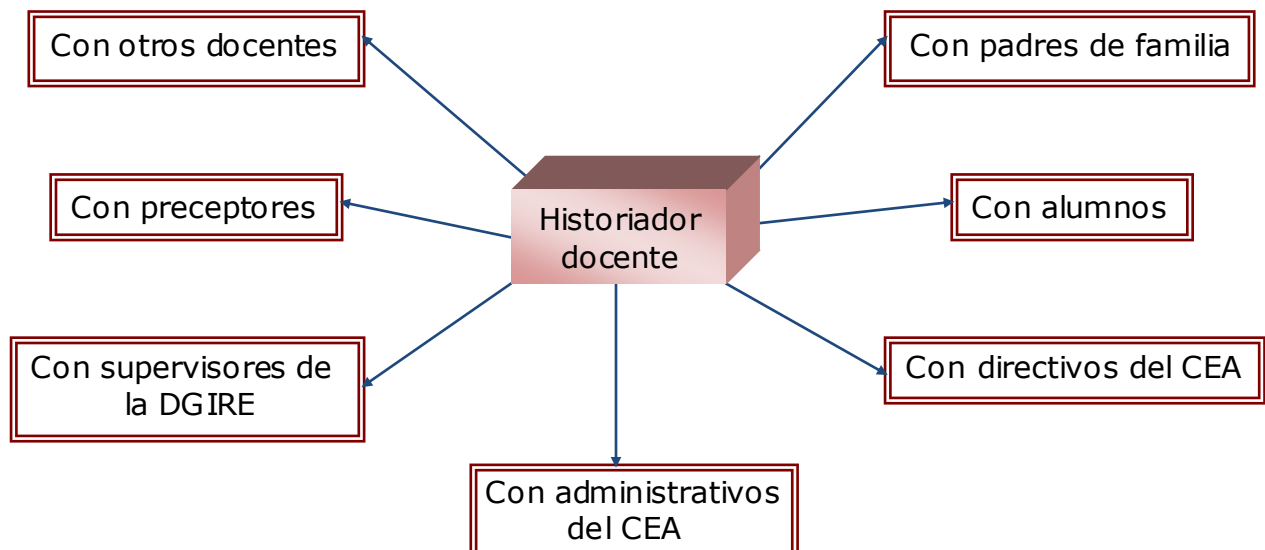 Con otros docentes
Con padres de familia
Con preceptores
Historiador
docente
Con alumnos
Con supervisores de
la DGIRE
Con directivos del CEA
Con administrativos
del CEA